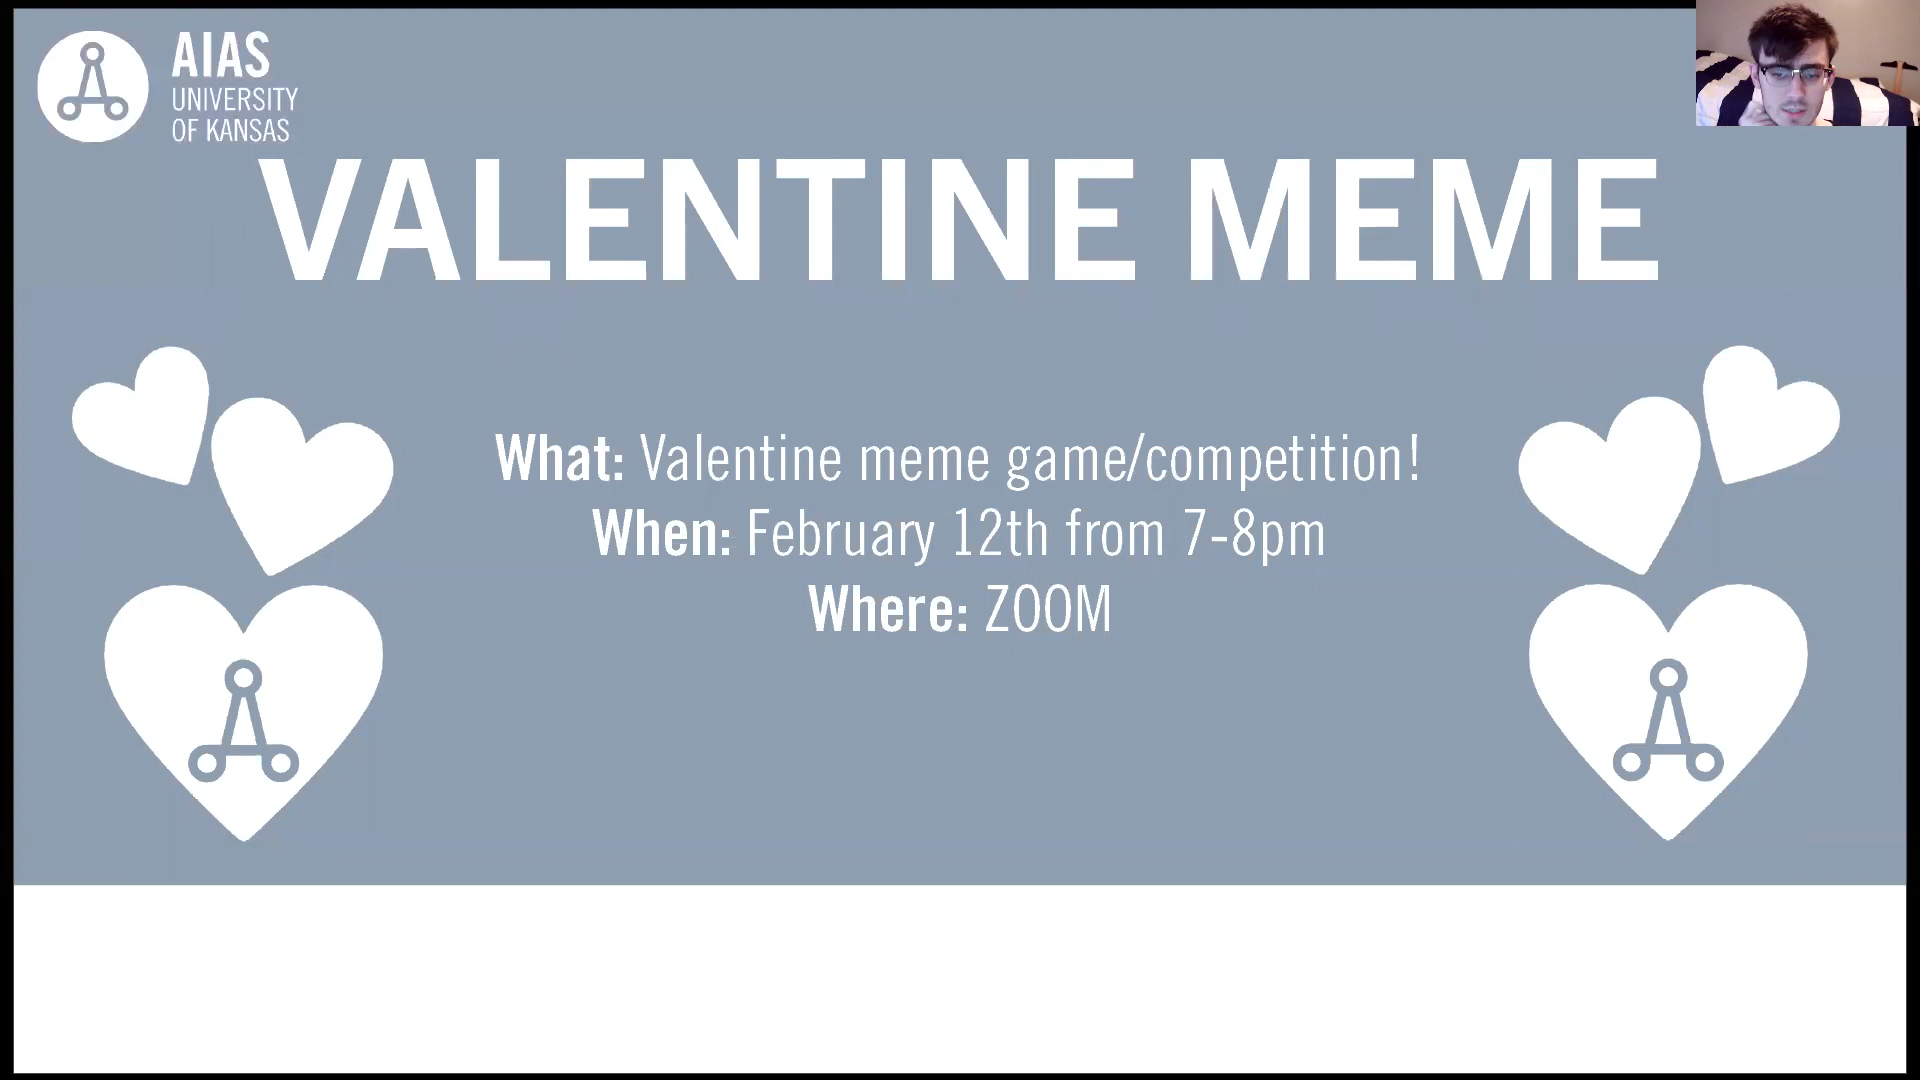 AIAS
UNIVERSITY
OF KANSAS
VALENTINE MEME
What: Valentine meme game/competition!
When: February 12th from 7-8pm
Where: ZOOM